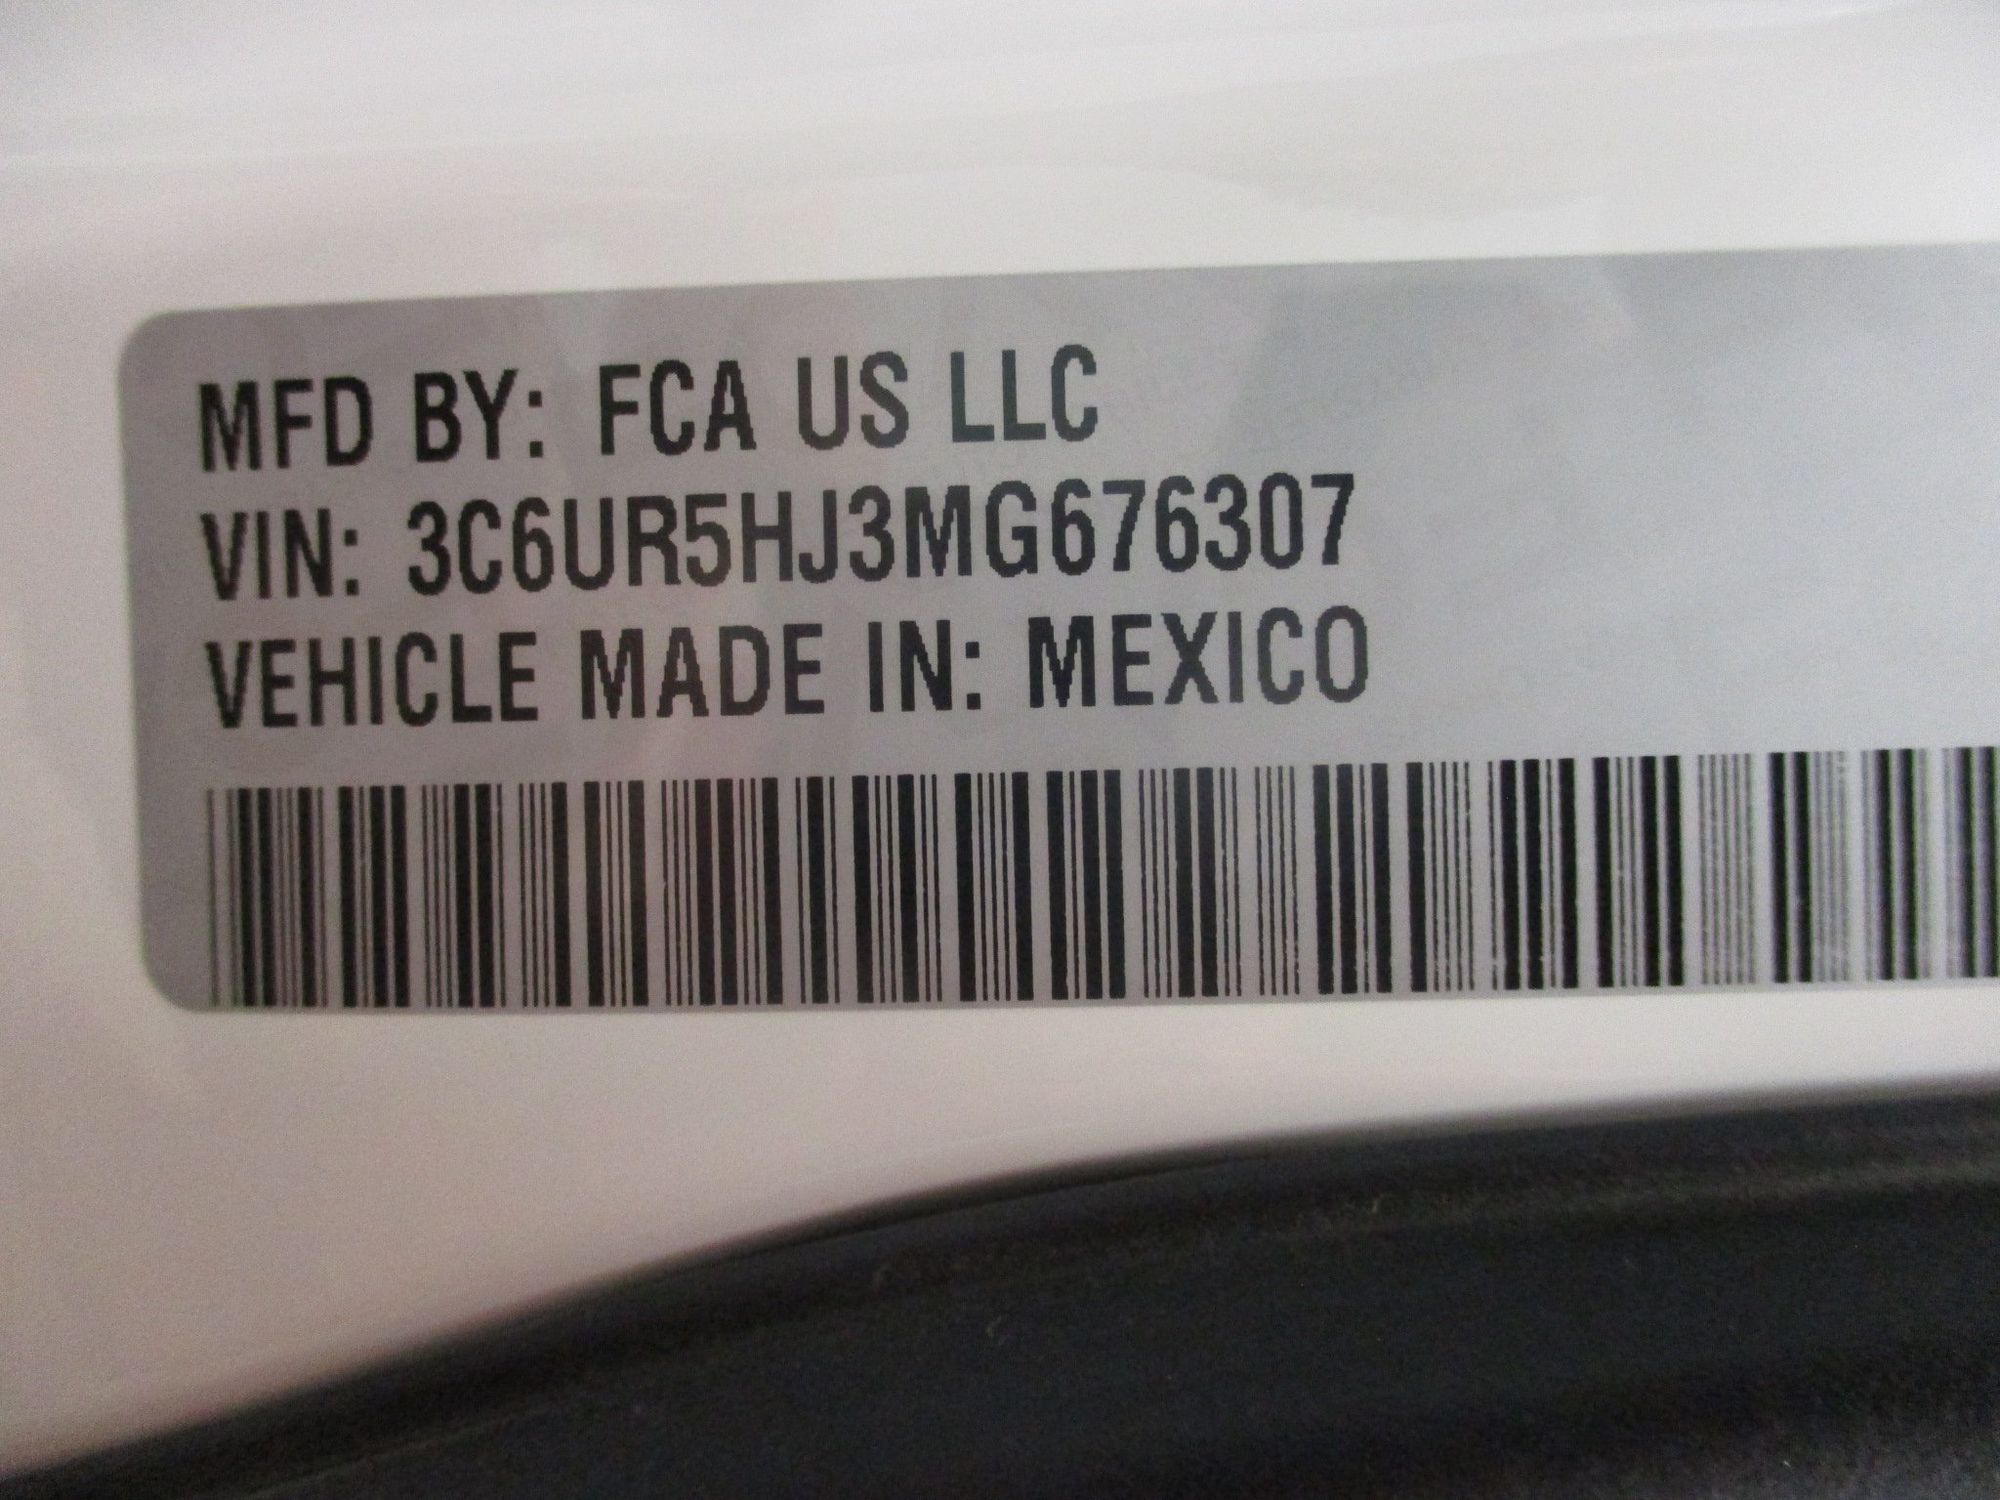 MFD BY: FCA US LLC
VIN: 3C6UR5HJ3MG676307
VEHICLE MADE IN: MEXICO